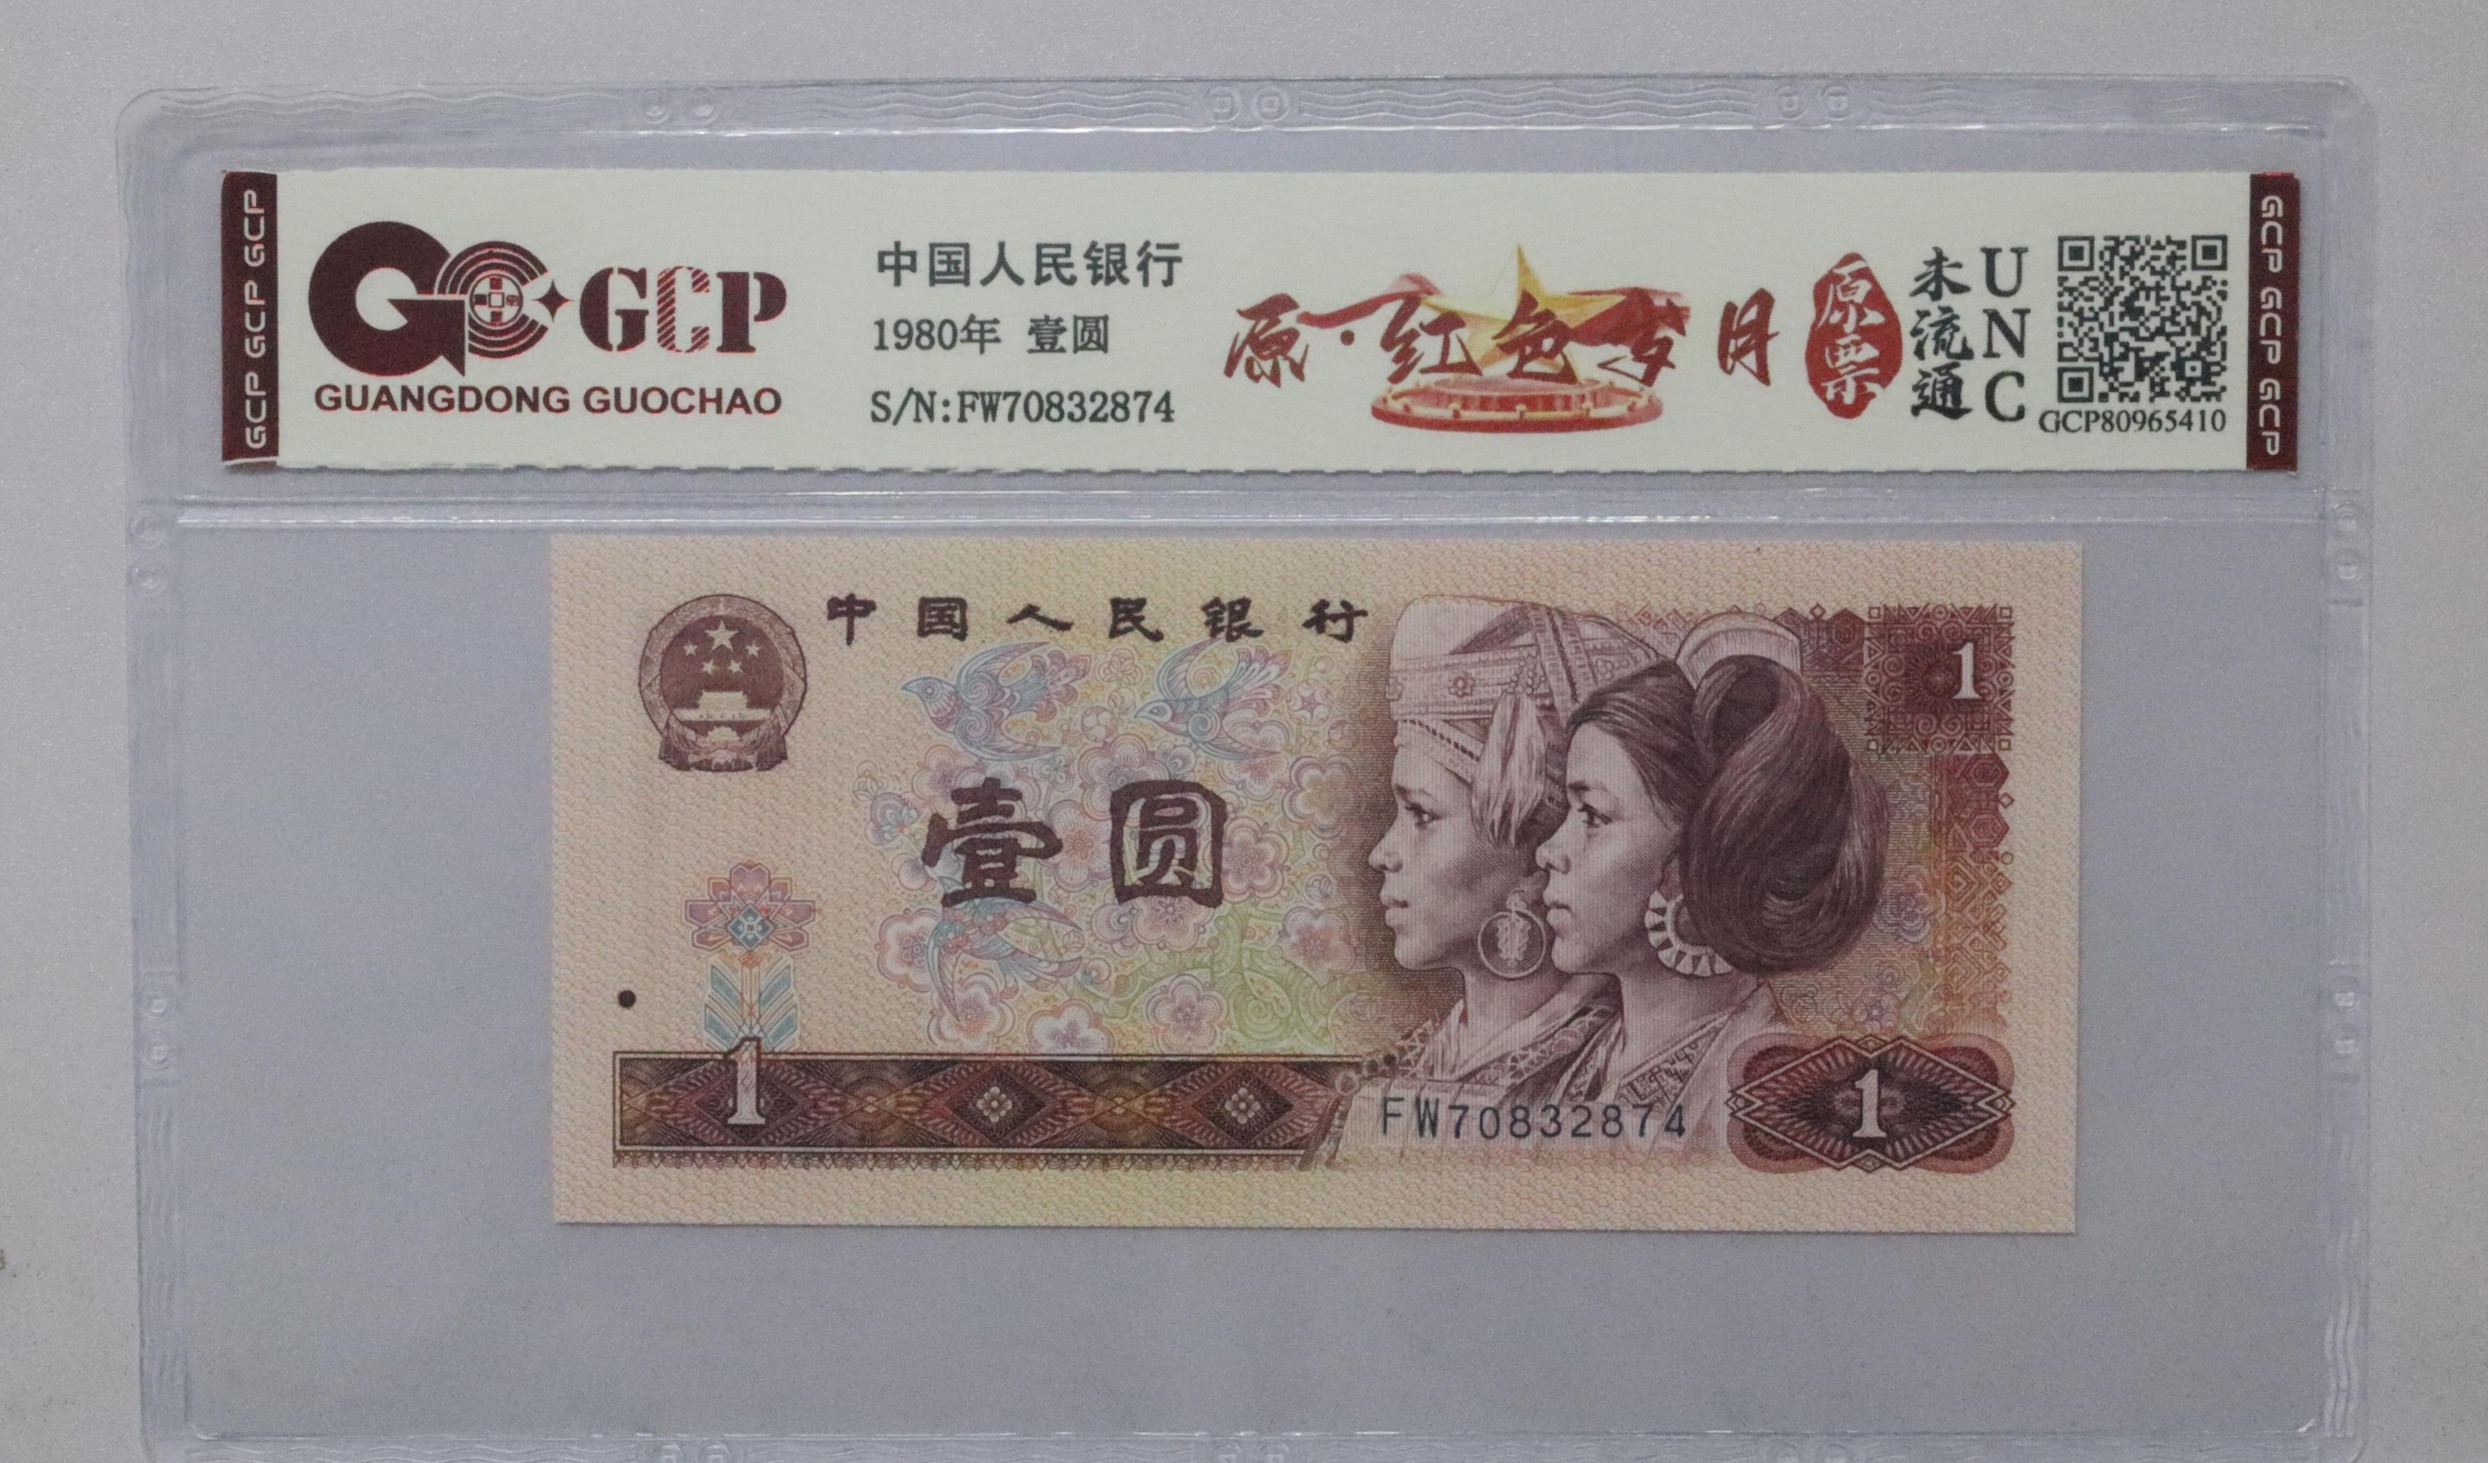 GCP GCP GCP
GCP
GUANGDONG GUOCHAO
中国人民银行
1980年 壹圆
S/N:FW70832874
原·红色岁月
原票
未流通
UNC
GCP80965410
GCP GCP GCP
中国人民银行
1
壹圆
1
FW70832874
1